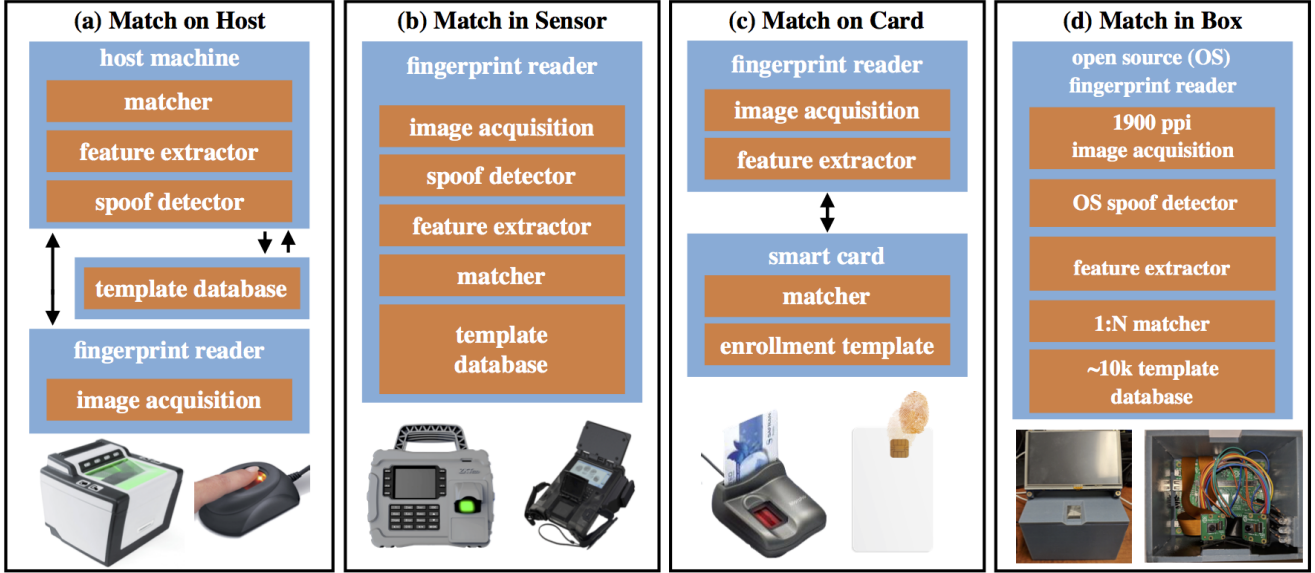 (a) Match on Host
host machine
matcher
feature extractor
spoof detector
template database
fingerprint reader
image acquisition
(b) Match in Sensor
fingerprint reader
image acquisition
spoof detector
feature extractor
matcher
template
database
(c) Match on Card
fingerprint reader
image acquisition
feature extractor
smart card
matcher
enrollment template
(d) Match in Box
open source (OS)
fingerprint reader
1900 ppi
image acquisition
OS spoof detector
feature extractor
1:N matcher
~10k template
database